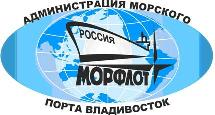 АДМИНИСТРАЦИЯ МОРСКОГО
РОССИЯ
МОРФЛОТ
ПОРТА ВЛАДИВОСТОК